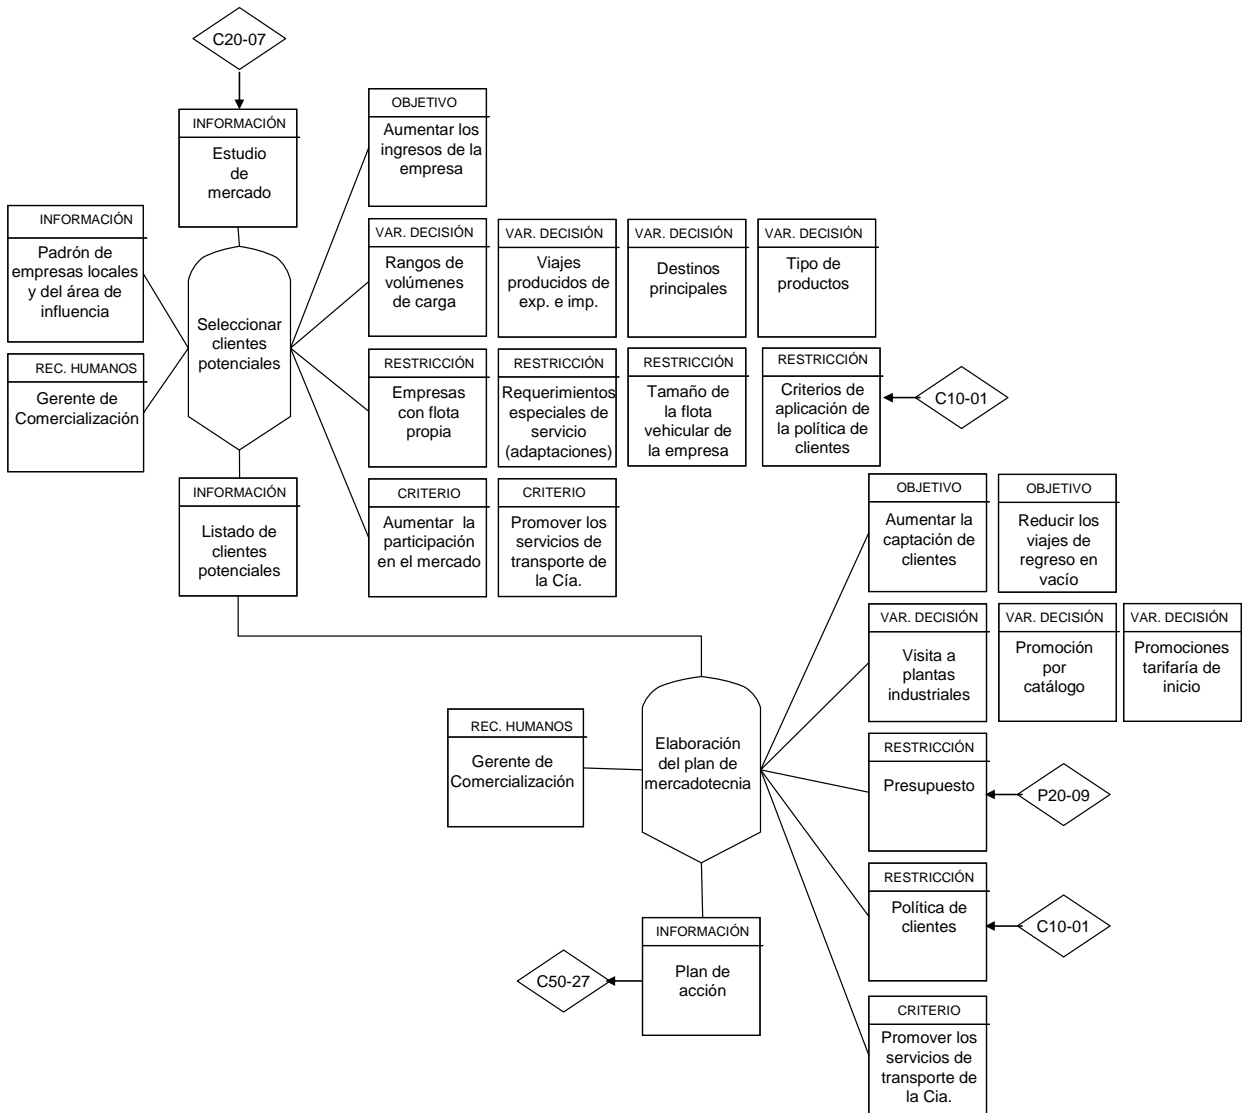 C20-07
INFORMACIÓN
Estudio
de
mercado
OBJETIVO
Aumentar los
ingresos de la
empresa
INFORMACIÓN
Padrón de
empresas locales
y del área de
influencia
REC. HUMANOS
Gerente de
Comercialización
Seleccionar
clientes
potenciales
VAR. DECISIÓN
Rangos de
volúmenes
de carga
VAR. DECISIÓN
Viajes
producidos de
exp. e imp.
VAR. DECISIÓN
Destinos
principales
VAR. DECISIÓN
Tipo de
productos
RESTRICCIÓN
Empresas
con flota
propia
RESTRICCIÓN
Requerimientos
especiales de
servicio
(adaptaciones)
RESTRICCIÓN
Tamaño de
la flota
vehicular de
la empresa
RESTRICCIÓN
Criterios de
aplicación de
la política de
clientes
C10-01
INFORMACIÓN
Listado de
clientes
potenciales
CRITERIO
Aumentar la
participación
en el mercado
CRITERIO
Promover los
servicios de
transporte de
la Cía.
OBJETIVO
Aumentar la
captación de
clientes
OBJETIVO
Reducir los
viajes de
regreso en
vacío
VAR. DECISIÓN
Visita a
plantas
industriales
VAR. DECISIÓN
Promoción
por
catálogo
VAR. DECISIÓN
Promociones
tarifaría de
inicio
REC. HUMANOS
Gerente de
Comercialización
Elaboración
del plan de
mercadotecnia
RESTRICCIÓN
Presupuesto
P20-09
RESTRICCIÓN
Política de
clientes
C10-01
INFORMACIÓN
Plan de
acción
C50-27
CRITERIO
Promover los
servicios de
transporte de
la Cia.